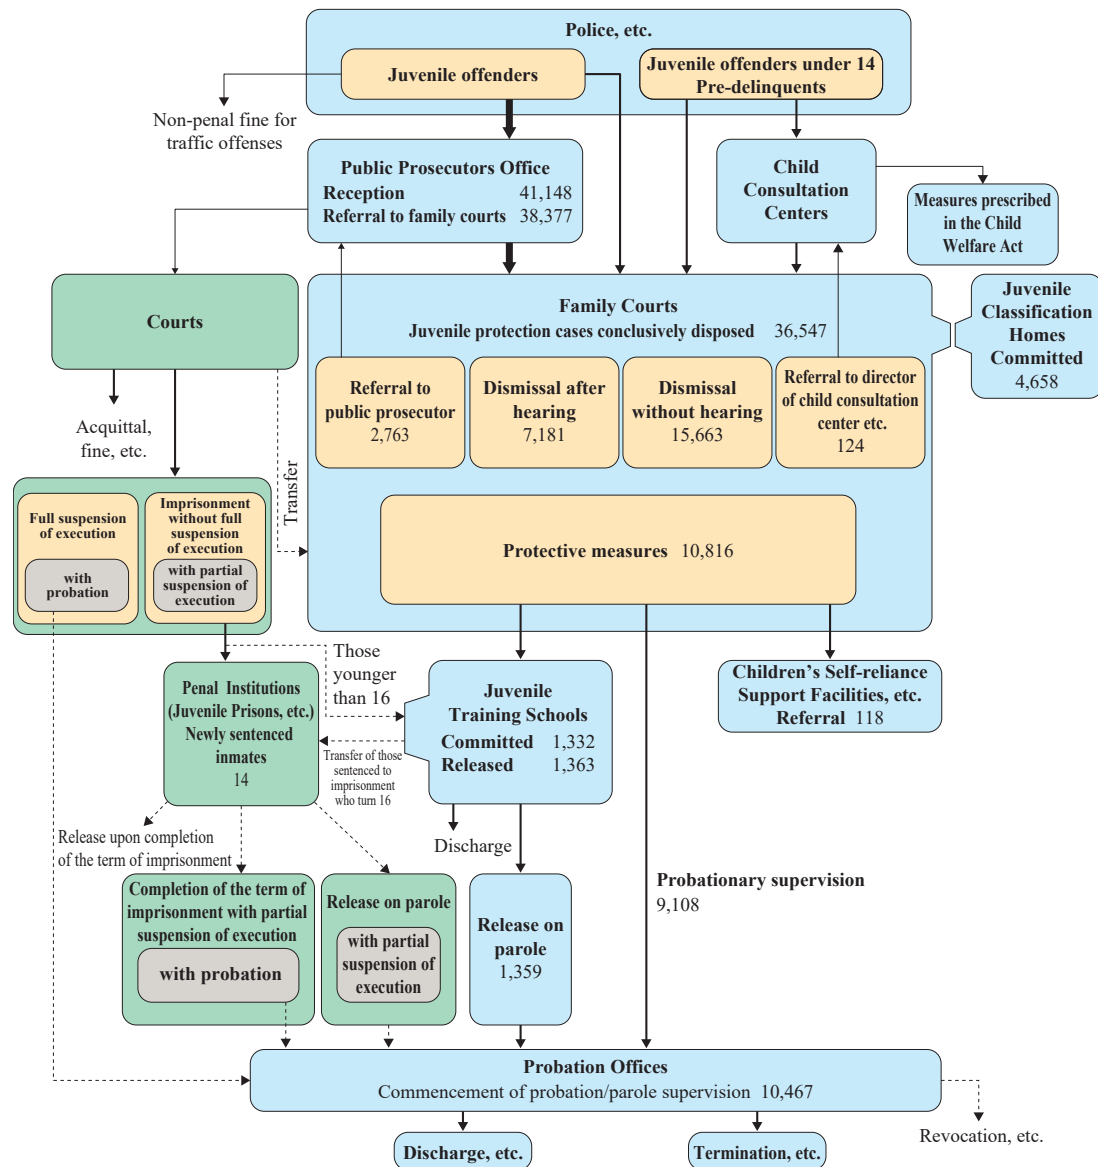 Police, etc.
Juvenile offenders
Juvenile offenders under 14
Pre-delinquents
Non-penal fine for
traffic offenses
Public Prosecutors Office
Reception 41,148
Referral to family courts 38,377
Child
Consultation
Centers
Measures prescribed
in the Child
Welfare Act
Courts
Family Courts
Juvenile protection cases conclusively disposed 36,547
Juvenile
Classification
Homes
Committed
4,658
Referral to
public prosecutor
2,763
Dismissal after
hearing
7,181
Dismissal
without hearing
15,663
Referral to director
of child consultation
center etc.
124
Acquittal,
fine, etc.
Transfer
Full suspension
of execution
with
probation
Imprisonment
without full
suspension
of execution
with partial
suspension of
execution
Protective measures 10,816
Those
younger
than 16
Penal Institutions
(Juvenile Prisons, etc.)
Newly sentenced
inmates
14
Juvenile
Training Schools
Committed 1,332
Released 1,363
Children's Self-reliance
Support Facilities, etc.
Referral 118
Transfer of those
sentenced to
imprisonment
who turn 16
Release upon completion
of the term of imprisonment
Discharge
Probationary supervision
9,108
Completion of the term of
imprisonment with partial
suspension of execution
with probation
Release on parole
with partial
suspension of
execution
Release on
parole
1,359
Probation Offices
Commencement of probation/parole supervision 10,467
Revocation, etc.
Discharge, etc.
Termination, etc.